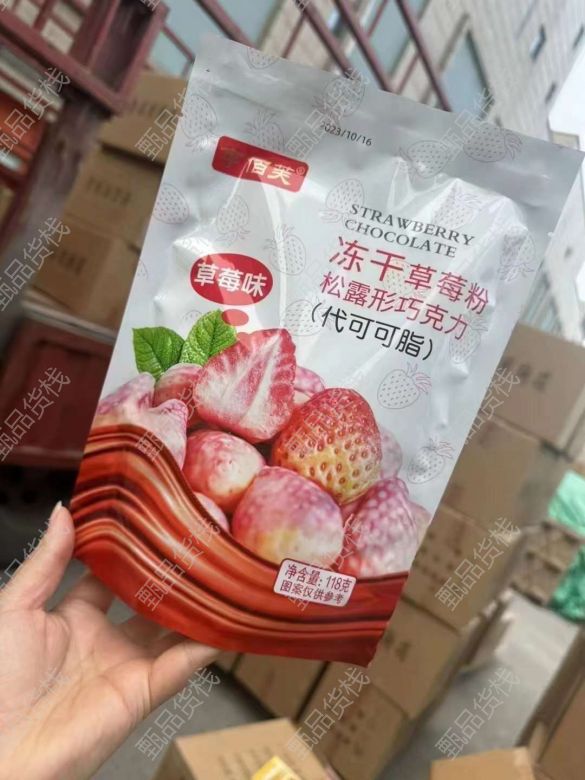 2023/10/16
佰芙®
STRAWBERRY
CHOCOLATE
冻干草莓粉
松露形巧克力
(代可可脂)
草莓味
净含量:118克
图案仅供参考
甄品货栈